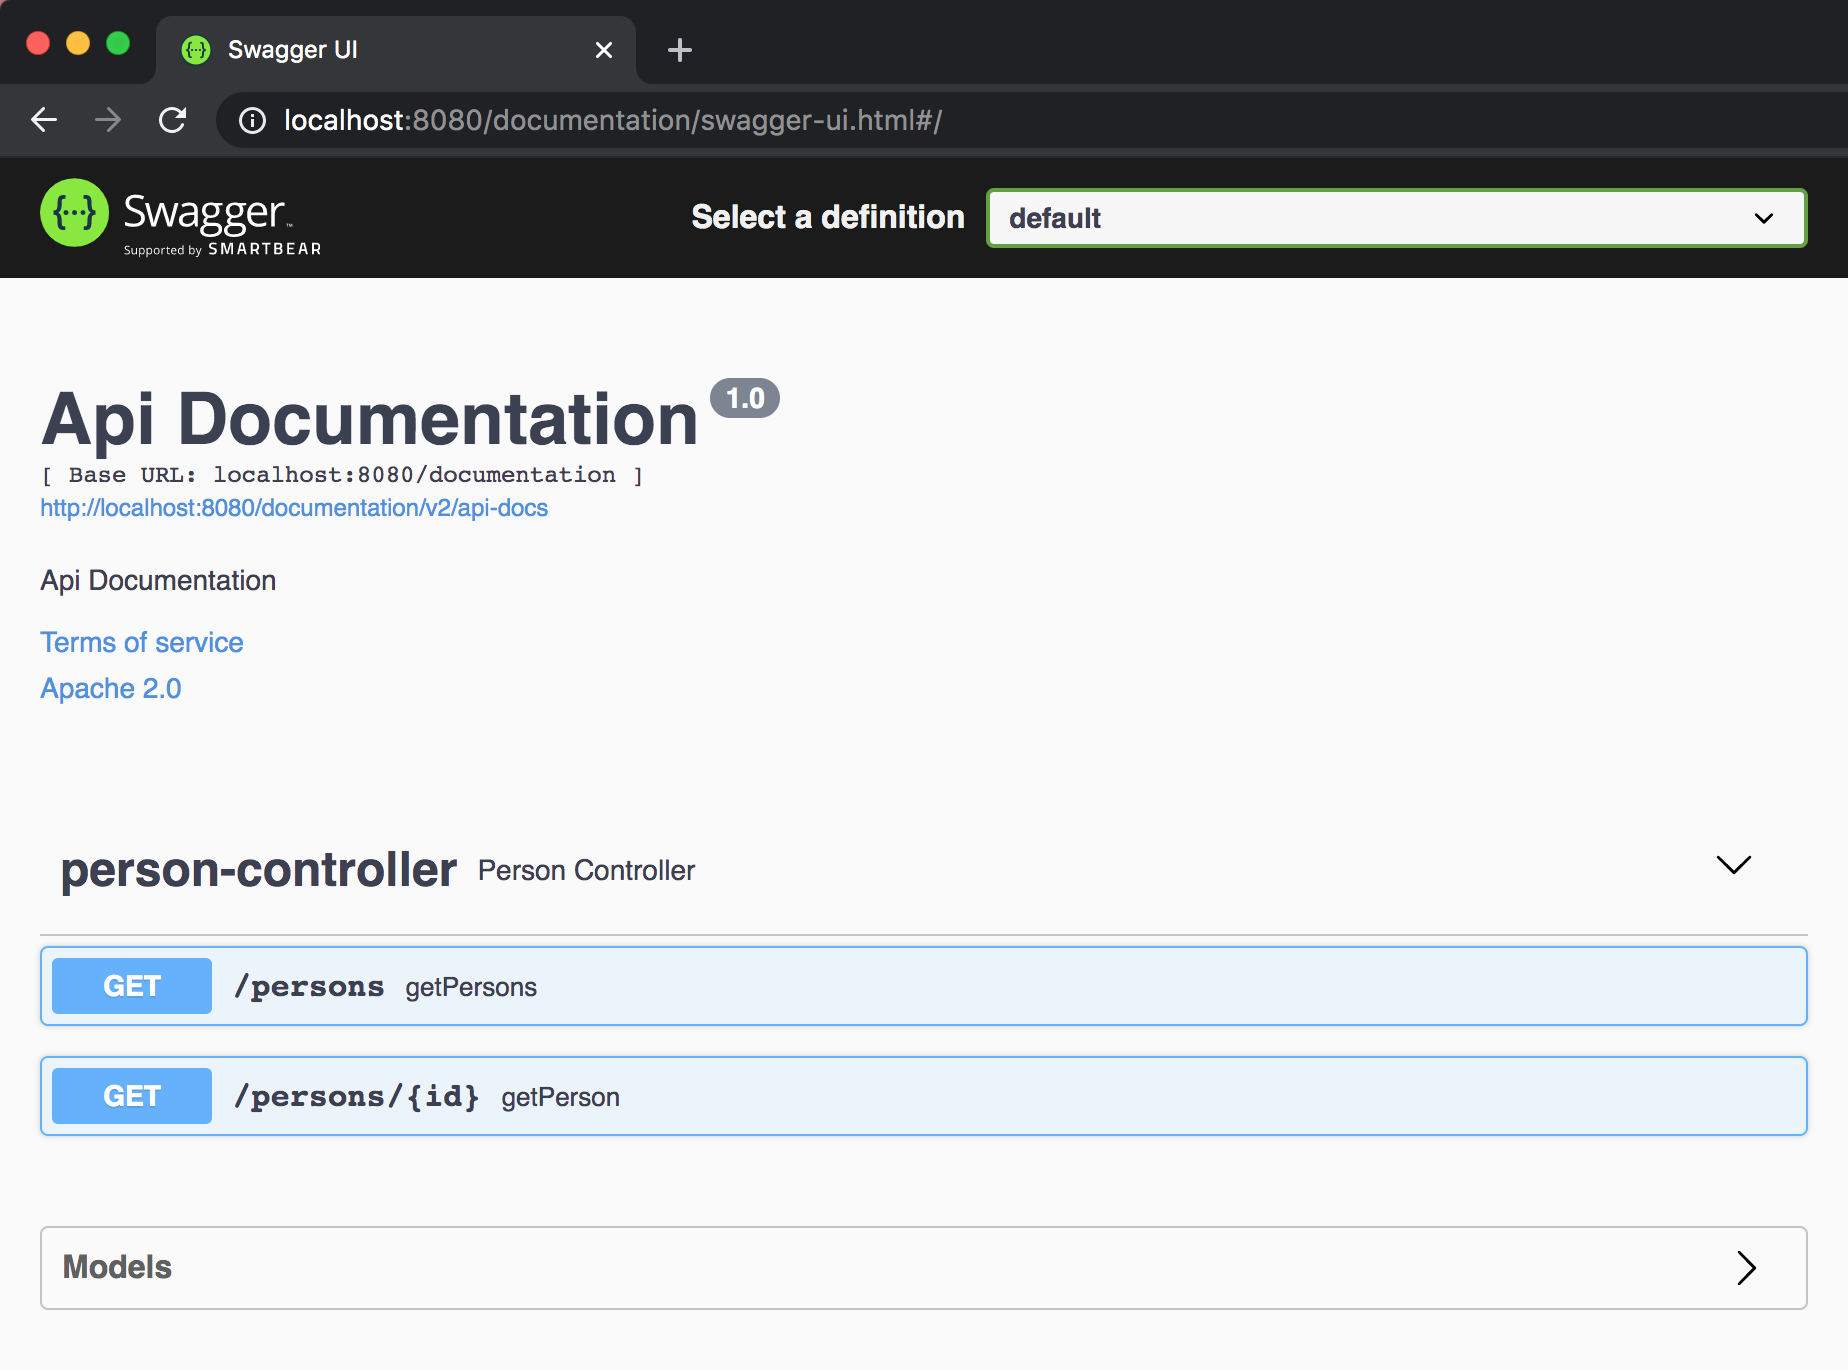 Swagger UI
localhost:8080/documentation/swagger-ui.html#/
{···} Swagger™
Supported by SMARTBEAR
Select a definition default
Api Documentation 1.0
[ Base URL: localhost:8080/documentation ]
http://localhost:8080/documentation/v2/api-docs
Api Documentation
Terms of service
Apache 2.0
person-controller Person Controller
GET /persons getPersons
GET /persons/{id} getPerson
Models